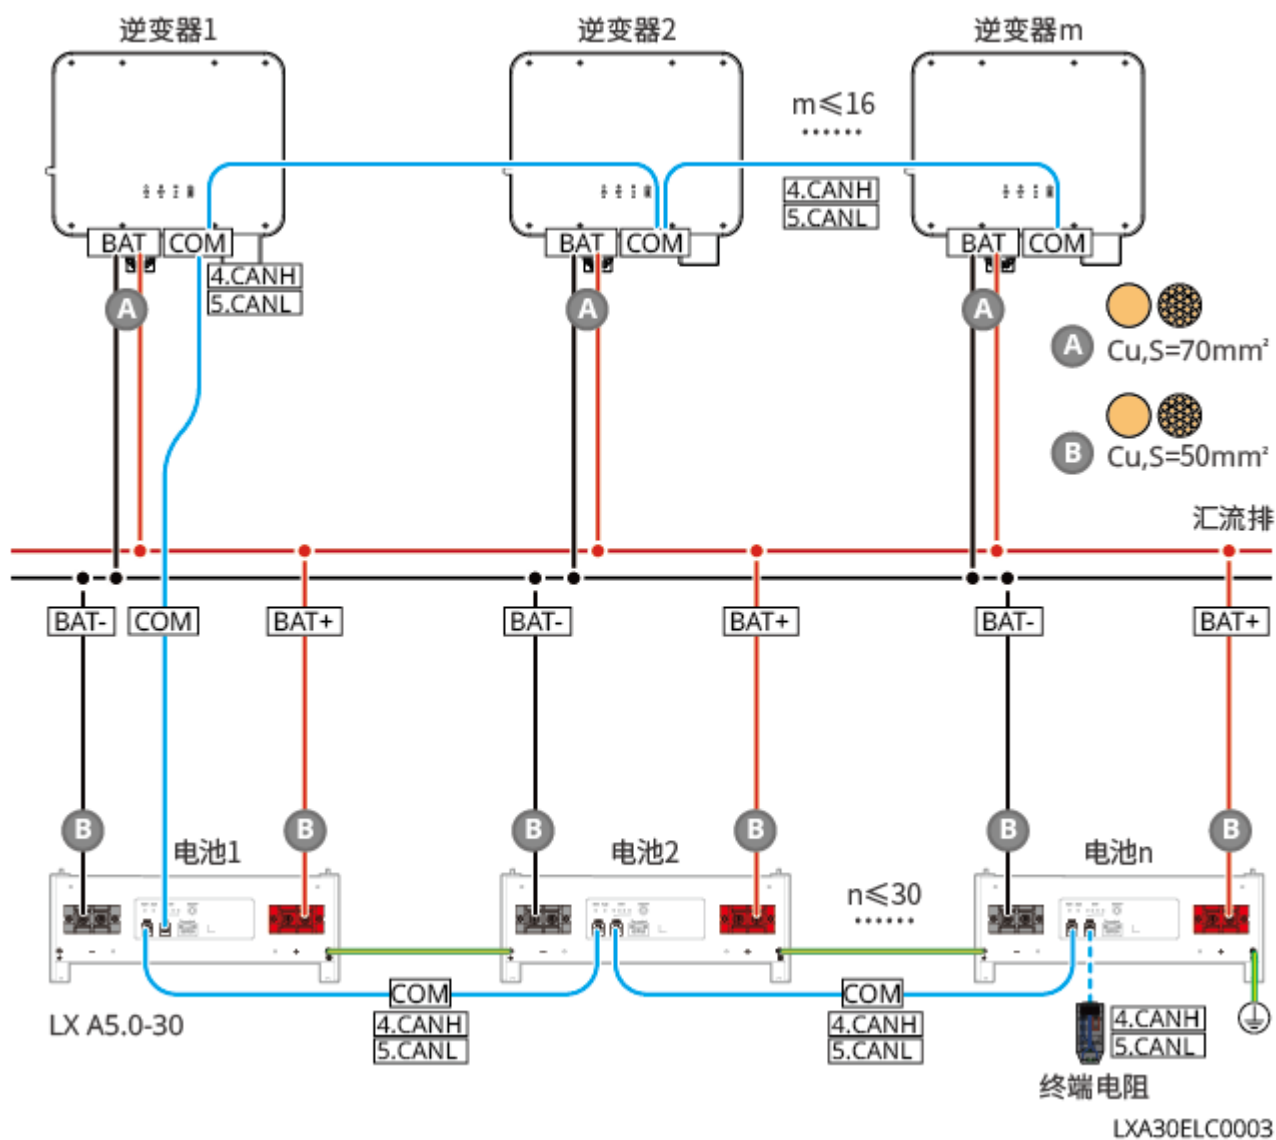 逆变器1
逆变器2
逆变器m
m≤16
4.CANH
5.CANL
BAT
COM
BAT
COM
BAT
COM
4.CANH
5.CANL
A
A
A
A
Cu,S=70mm²
B
Cu,S=50mm²
汇流排
BAT-
COM
BAT+
BAT-
BAT+
BAT-
BAT+
B
B
B
B
B
B
电池1
电池2
电池n
n≤30
COM
4.CANH
5.CANL
COM
4.CANH
5.CANL
4.CANH
5.CANL
LX A5.0-30
终端电阻
LXA30ELC0003